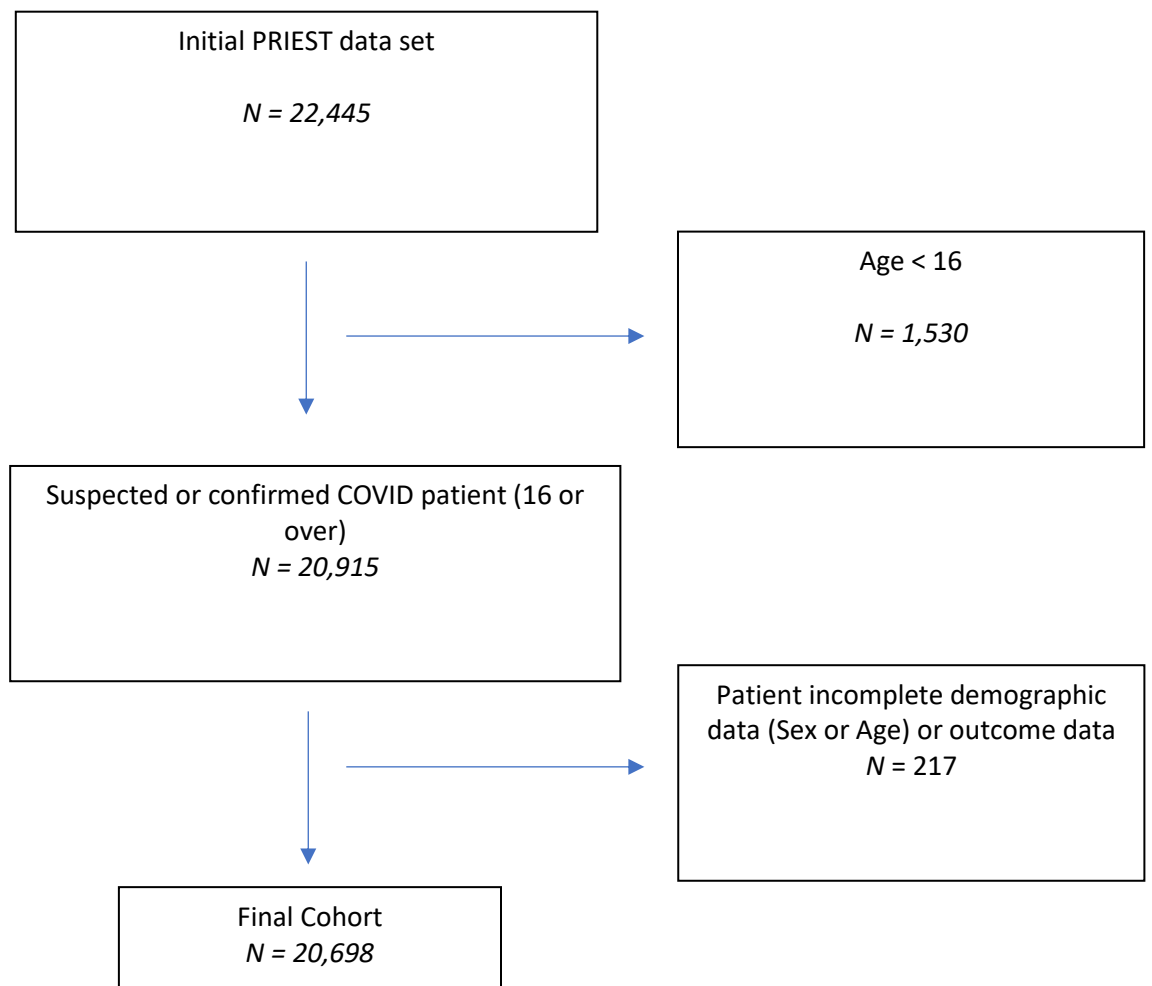 Initial PRIEST data set
N = 22,445
Age < 16
N = 1,530
Suspected or confirmed COVID patient (16 or
over)
N = 20,915
Patient incomplete demographic
data (Sex or Age) or outcome data
N = 217
Final Cohort
N = 20,698